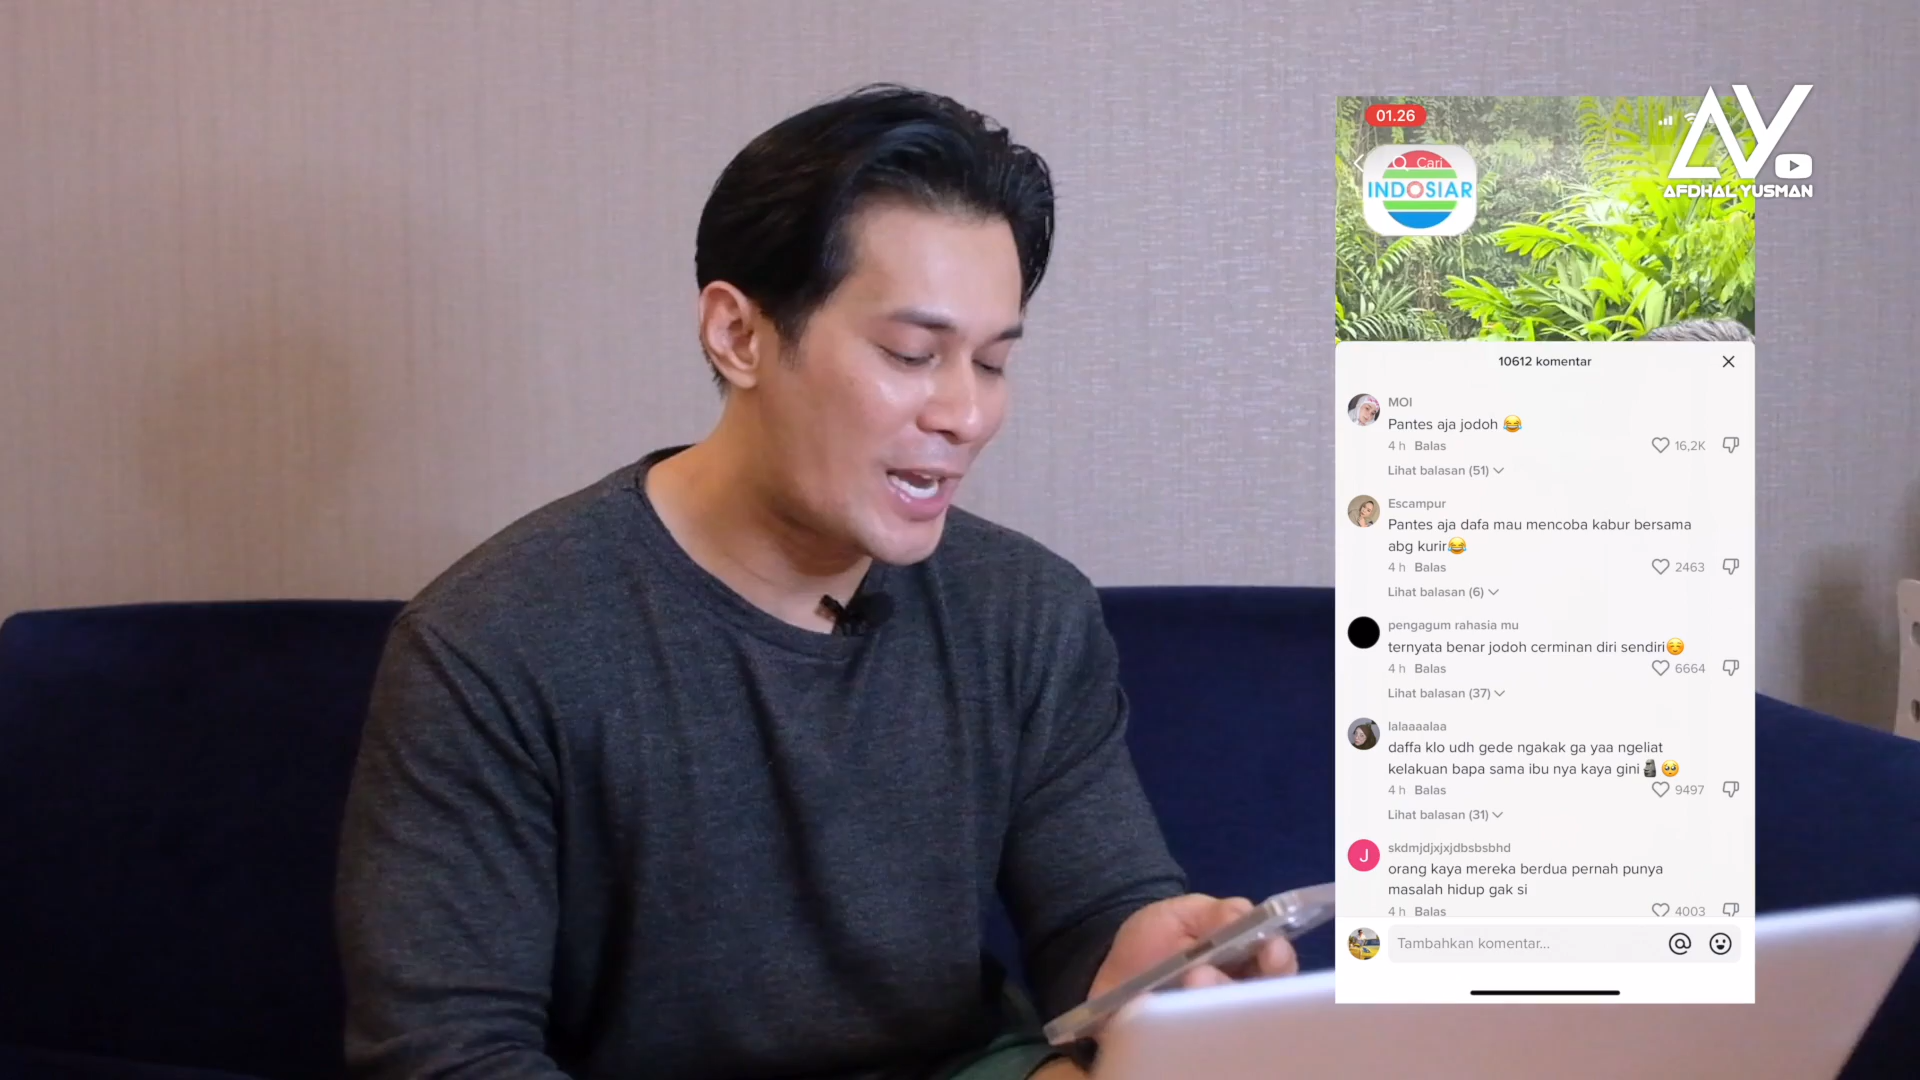 01.26
Cari
INDOSIAR
AY
AFDHAL YUSMAN
10612 komentar
MOI
Pantes aja jodoh 😂
4 h Balas 16,2K
Lihat balasan (51)
Escampur
Pantes aja dafa mau mencoba kabur bersama
abg kurir😂
4 h Balas 2463
Lihat balasan (6)
pengagum rahasia mu
ternyata benar jodoh cerminan diri sendiri☺️
4 h Balas 6664
Lihat balasan (37)
lalaaaalaa
daffa klo udh gede ngakak ga yaa ngeliat
kelakuan bapa sama ibu nya kaya gini🗿🥹
4 h Balas 9497
Lihat balasan (31)
J
skdmjdjxjxjdbsbsbhd
orang kaya mereka berdua pernah punya
masalah hidup gak si
4 h Balas 4003
Tambahkan komentar...